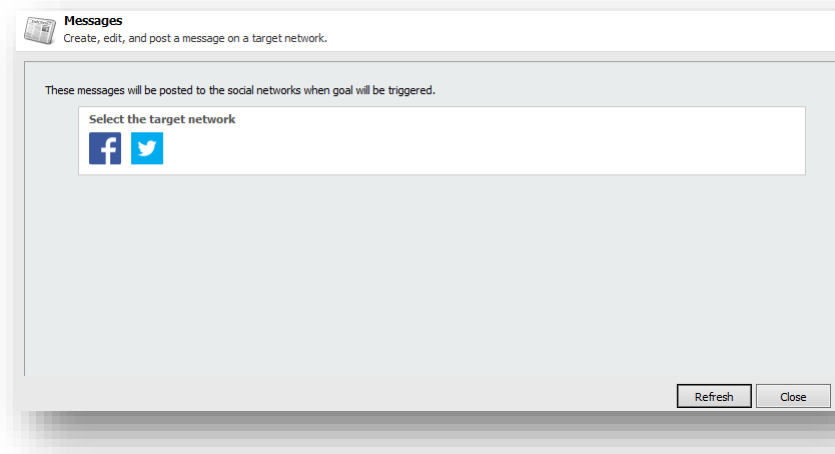 Messages
Create, edit, and post a message on a target network.
These messages will be posted to the social networks when goal will be triggered.
Select the target network
Refresh
Close